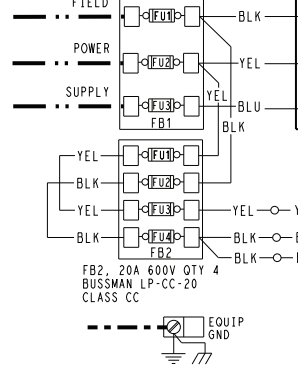 FIELD
FU1 BLK
POWER
FU2 YEL
SUPPLY YEL
FU3 BLU
FB1 BLK
YEL FU1
BLK FU2
YEL FU3 YEL Y
BLK FU4 BLK
FB2 BLK
FB2, 20A 600V QTY 4
BUSSMAN LP-CC-20
CLASS CC
EQUIP
GND